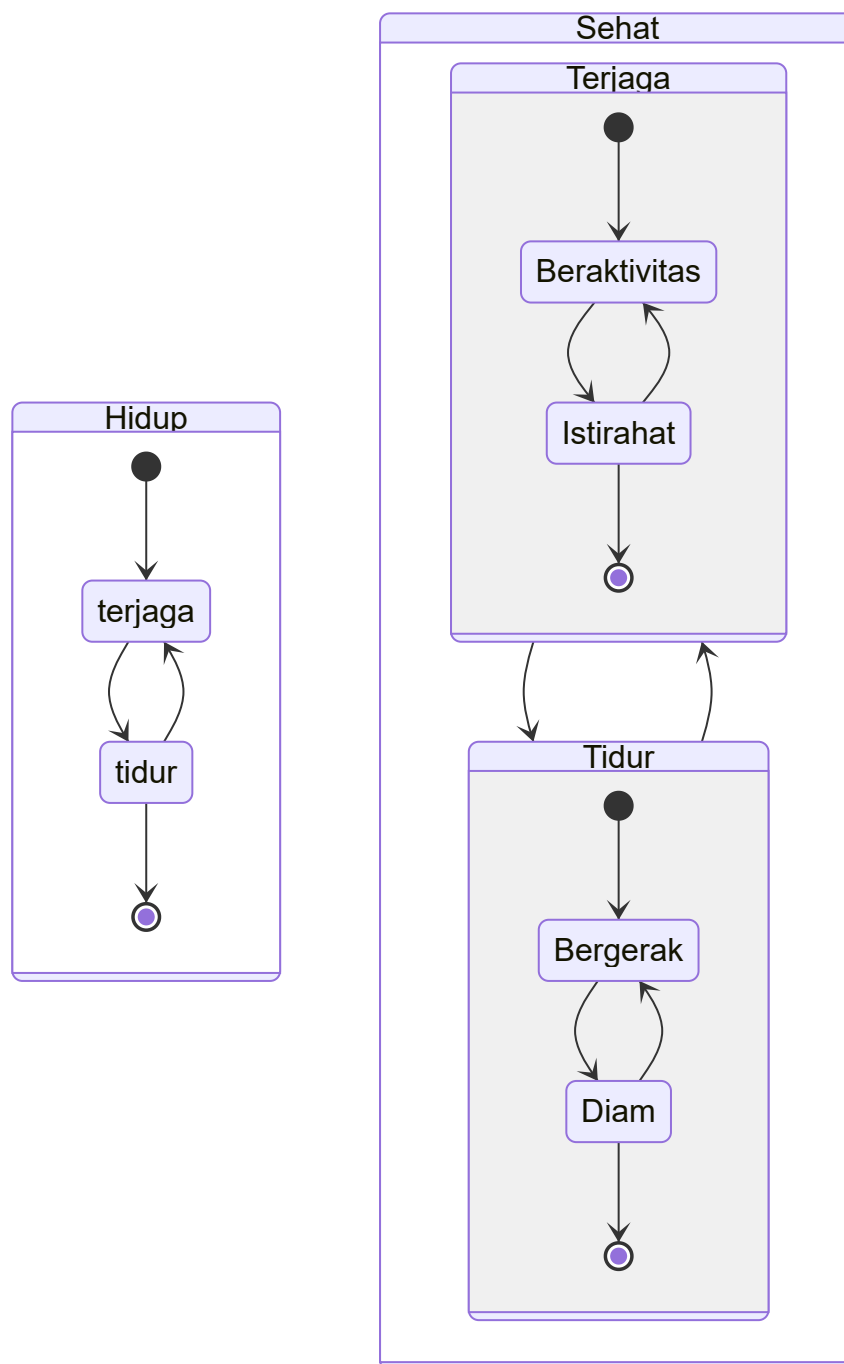 Sehat
Terjaga
Beraktivitas
Istirahat
Hidup
terjaga
tidur
Tidur
Bergerak
Diam